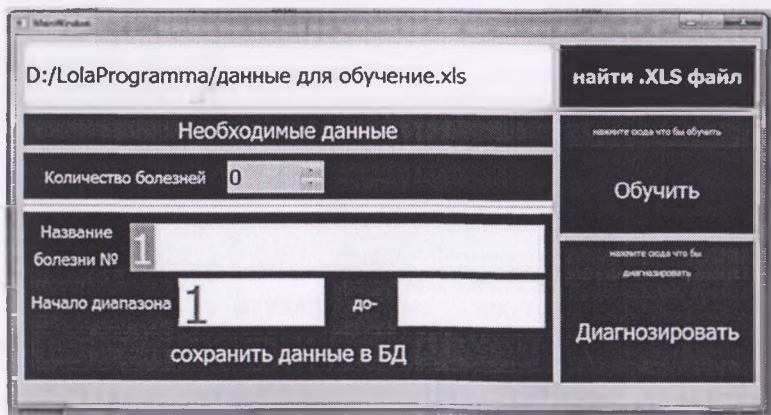 MainWindow
D:/LolaProgramma/данные для обучение.xls
найти .XLS файл
Необходимые данные
Количество болезней 0
Название
болезни № 1
Начало диапазона 1 до-
сохранить данные в БД
нажмите сюда что бы обучить
Обучить
нажмите сюда что бы
диагназировать
Диагнозировать